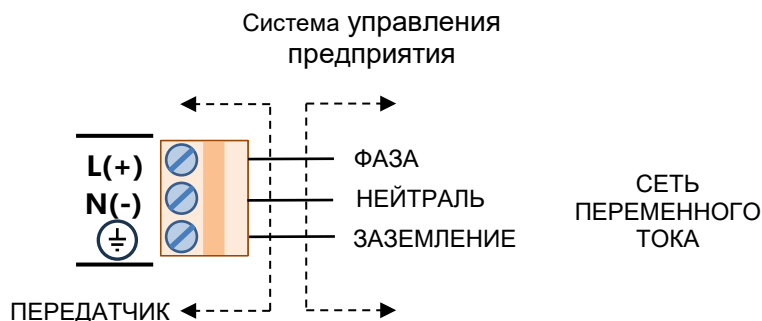 Система управления
предприятия
L(+)
ФАЗА
N(-)
НЕЙТРАЛЬ
ЗАЗЕМЛЕНИЕ
СЕТЬ
ПЕРЕМЕННОГО
ТОКА
ПЕРЕДАТЧИК